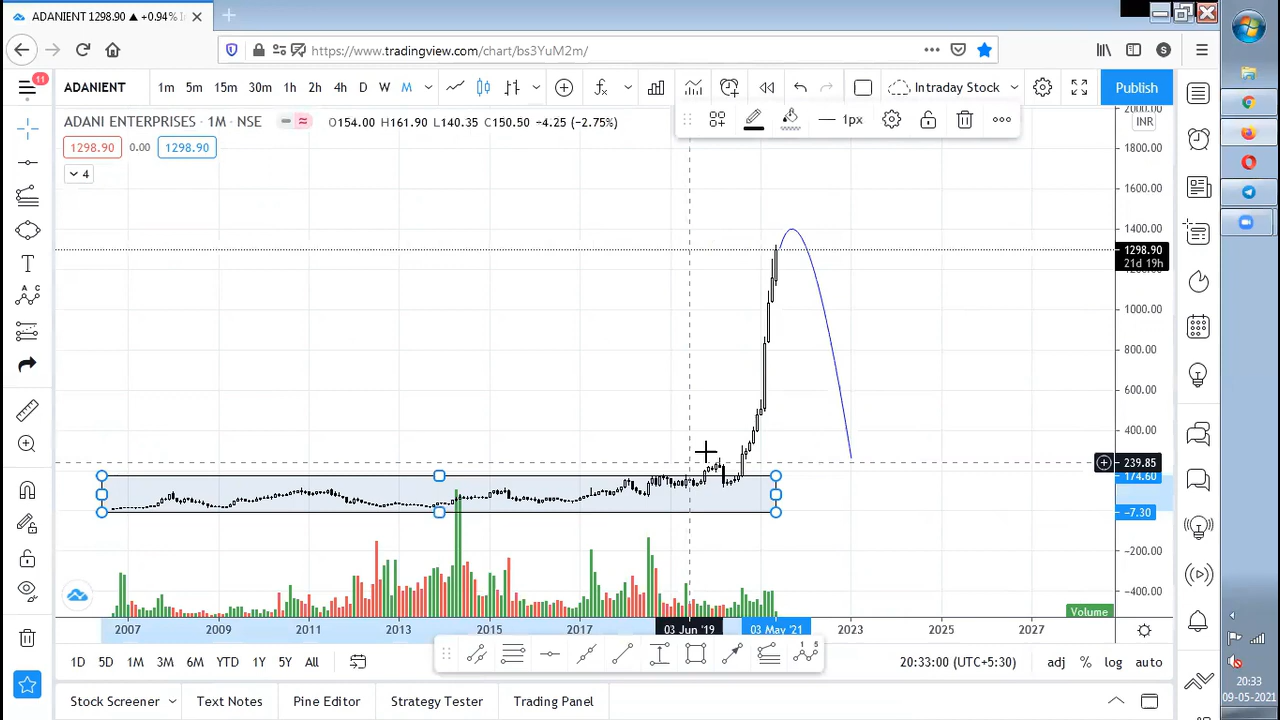 ADANIENT 1298.90 ▲ +0.94% In
https://www.tradingview.com/chart/bs3YuM2m/
S
11
ADANIENT 1m 5m 15m 30m 1h 2h 4h D W M Intraday Stock Publish
ADANI ENTERPRISES · 1M · NSE O154.00 H161.90 L140.35 C150.50 −4.25 (−2.75%)
1px
2000.00
INR
1298.90 0.00 1298.90
1800.00
4
1600.00
1400.00
1298.90
21d 19h
1200.00
1000.00
800.00
600.00
400.00
239.85
174.60
−7.30
−200.00
−400.00
Volume
2007 2009 2011 2013 2015 2017 03 Jun '19 03 May '21 2023 2025 2027
1D 5D 1M 3M 6M YTD 1Y 5Y All 20:33:00 (UTC+5:30) adj % log auto
Stock Screener Text Notes Pine Editor Strategy Tester Trading Panel
20:33
09-05-2021